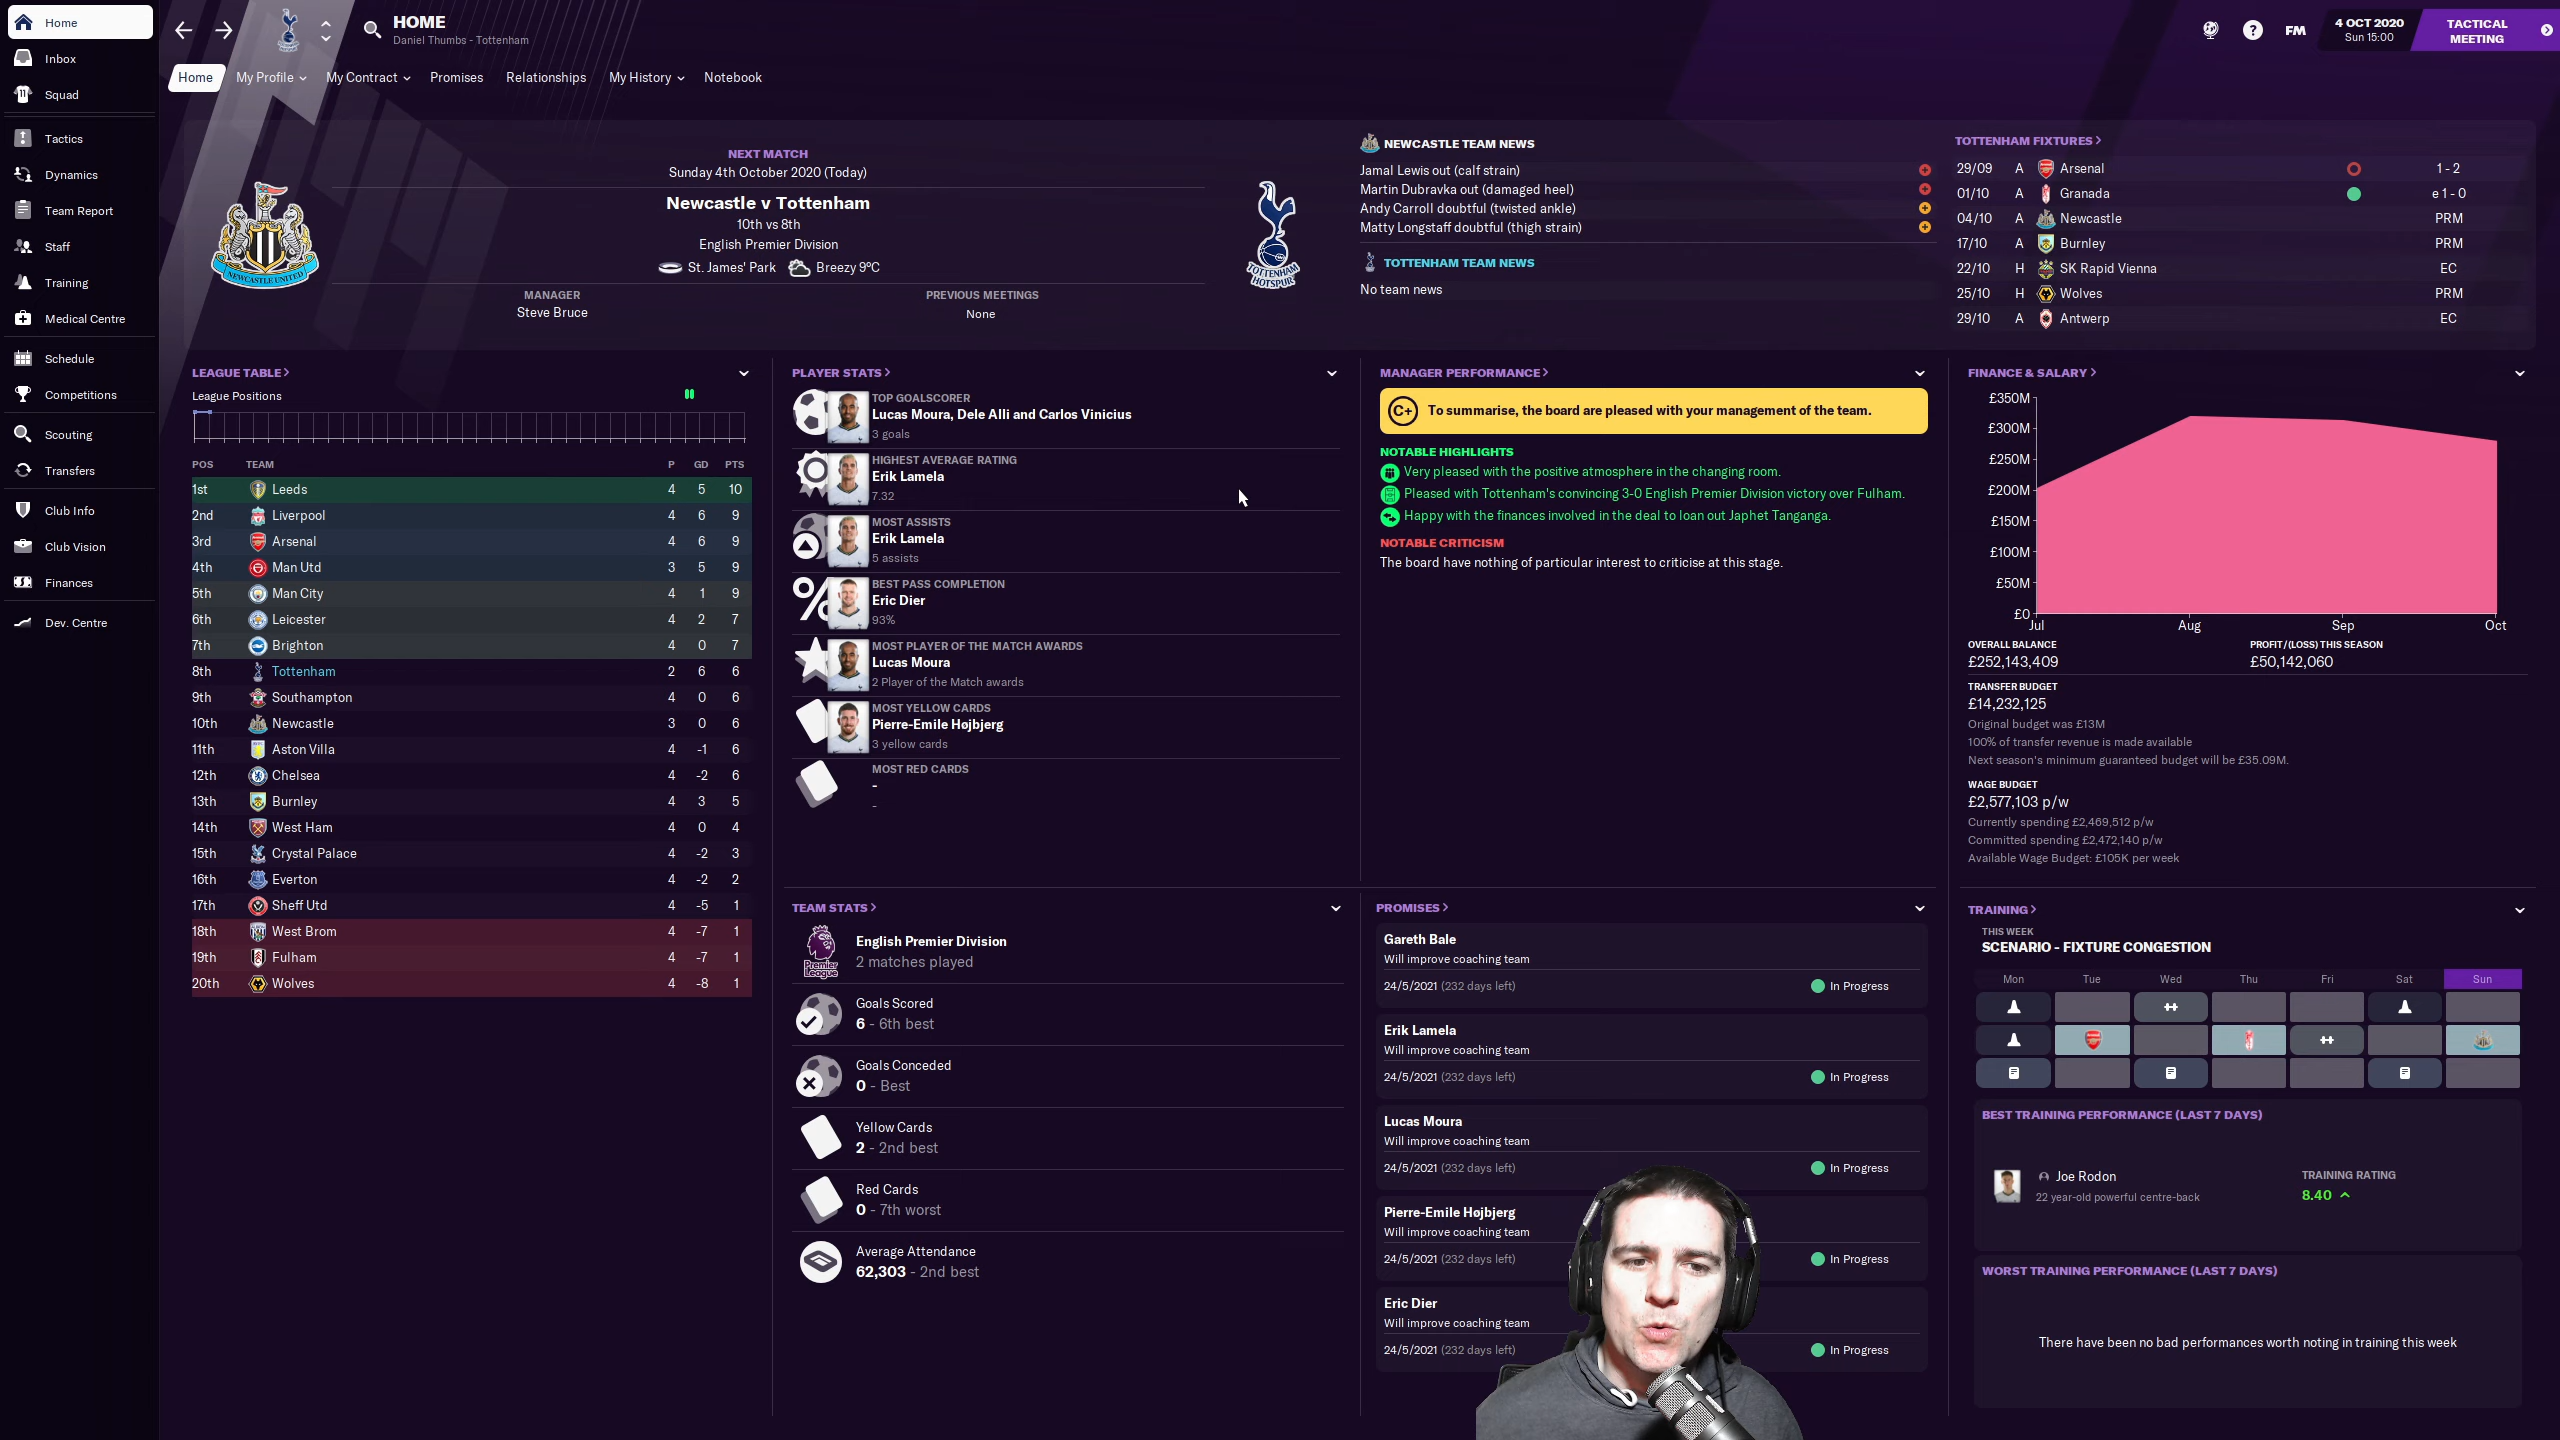 Home
Inbox
Squad
Tactics
Dynamics
Team Report
Staff
Training
Medical Centre
Schedule
Competitions
Scouting
Transfers
Club Info
Club Vision
Finances
Dev. Centre
HOME
Daniel Thumbs - Tottenham
FM
4 OCT 2020
Sun 15:00
TACTICAL
MEETING
Home My Profile My Contract Promises Relationships My History Notebook
NEXT MATCH
Sunday 4th October 2020 (Today)
Newcastle v Tottenham
10th vs 8th
English Premier Division
St. James' Park Breezy 9°C
MANAGER
Steve Bruce
PREVIOUS MEETINGS
None
NEWCASTLE UNITED
TOTTENHAM
HOTSPUR
NEWCASTLE TEAM NEWS
Jamal Lewis out (calf strain)
Martin Dubravka out (damaged heel)
Andy Carroll doubtful (twisted ankle)
Matty Longstaff doubtful (thigh strain)
TOTTENHAM TEAM NEWS
No team news
TOTTENHAM FIXTURES
29/09 A Arsenal 1 - 2
01/10 A Granada e 1 - 0
04/10 A Newcastle PRM
17/10 A Burnley PRM
22/10 H SK Rapid Vienna EC
25/10 H Wolves PRM
29/10 A Antwerp EC
LEAGUE TABLE
League Positions
POS TEAM P GD PTS
1st Leeds 4 5 10
2nd Liverpool 4 6 9
3rd Arsenal 4 6 9
4th Man Utd 3 5 9
5th Man City 4 1 9
6th Leicester 4 2 7
7th Brighton 4 0 7
8th Tottenham 2 6 6
9th Southampton 4 0 6
10th Newcastle 3 0 6
11th Aston Villa 4 -1 6
12th Chelsea 4 -2 6
13th Burnley 4 3 5
14th West Ham 4 0 4
15th Crystal Palace 4 -2 3
16th Everton 4 -2 2
17th Sheff Utd 4 -5 1
18th West Brom 4 -7 1
19th Fulham 4 -7 1
20th Wolves 4 -8 1
PLAYER STATS
TOP GOALSCORER
Lucas Moura, Dele Alli and Carlos Vinicius
3 goals
HIGHEST AVERAGE RATING
Erik Lamela
7.32
MOST ASSISTS
Erik Lamela
5 assists
BEST PASS COMPLETION
Eric Dier
93%
MOST PLAYER OF THE MATCH AWARDS
Lucas Moura
2 Player of the Match awards
MOST YELLOW CARDS
Pierre-Emile Højbjerg
3 yellow cards
MOST RED CARDS
-
-
MANAGER PERFORMANCE
C+ To summarise, the board are pleased with your management of the team.
NOTABLE HIGHLIGHTS
Very pleased with the positive atmosphere in the changing room.
Pleased with Tottenham's convincing 3-0 English Premier Division victory over Fulham.
Happy with the finances involved in the deal to loan out Japhet Tanganga.
NOTABLE CRITICISM
The board have nothing of particular interest to criticise at this stage.
FINANCE & SALARY
£350M
£300M
£250M
£200M
£150M
£100M
£50M
£0
Jul Aug Sep Oct
OVERALL BALANCE
£252,143,409
PROFIT/(LOSS) THIS SEASON
£50,142,060
TRANSFER BUDGET
£14,232,125
Original budget was £13M
100% of transfer revenue is made available
Next season's minimum guaranteed budget will be £35.09M.
WAGE BUDGET
£2,577,103 p/w
Currently spending £2,469,512 p/w
Committed spending £2,472,140 p/w
Available Wage Budget: £105K per week
TEAM STATS
Premier
League
English Premier Division
2 matches played
Goals Scored
6 - 6th best
Goals Conceded
0 - Best
Yellow Cards
2 - 2nd best
Red Cards
0 - 7th worst
Average Attendance
62,303 - 2nd best
PROMISES
Gareth Bale
Will improve coaching team
24/5/2021 (232 days left) In Progress
Erik Lamela
Will improve coaching team
24/5/2021 (232 days left) In Progress
Lucas Moura
Will improve coaching team
24/5/2021 (232 days left) In Progress
Pierre-Emile Højbjerg
Will improve coaching team
24/5/2021 (232 days left) In Progress
Eric Dier
Will improve coaching team
24/5/2021 (232 days left) In Progress
TRAINING
THIS WEEK
SCENARIO - FIXTURE CONGESTION
Mon Tue Wed Thu Fri Sat Sun
BEST TRAINING PERFORMANCE (LAST 7 DAYS)
Joe Rodon
22 year-old powerful centre-back
TRAINING RATING
8.40
WORST TRAINING PERFORMANCE (LAST 7 DAYS)
There have been no bad performances worth noting in training this week